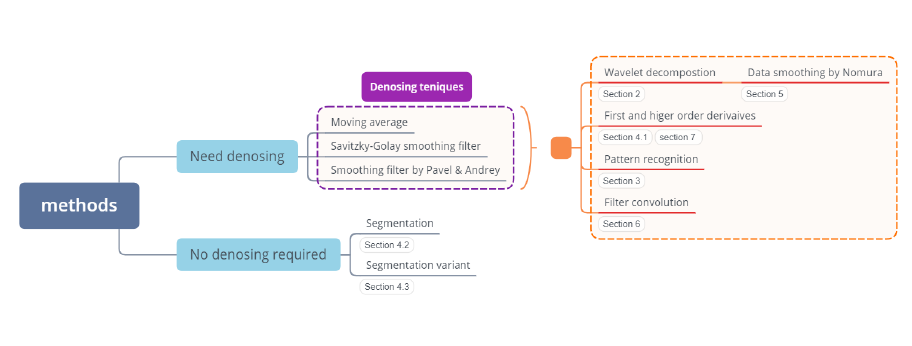 methods
Need denosing
Denosing teniques
Moving average
Savitzky-Golay smoothing filter
Smoothing filter by Pavel & Andrey
Wavelet decompostion
Section 2
Data smoothing by Nomura
Section 5
First and higer order derivaives
Section 4.1
section 7
Pattern recognition
Section 3
Filter convolution
Section 6
No denosing required
Segmentation
Section 4.2
Segmentation variant
Section 4.3